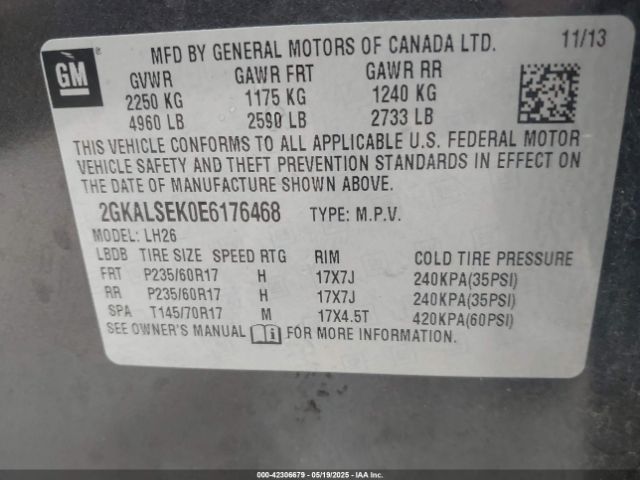 GM
MFD BY GENERAL MOTORS OF CANADA LTD. 11/13
GVWR GAWR FRT GAWR RR
2250 KG 1175 KG 1240 KG
4960 LB 2590 LB 2733 LB
THIS VEHICLE CONFORMS TO ALL APPLICABLE U.S. FEDERAL MOTOR
VEHICLE SAFETY AND THEFT PREVENTION STANDARDS IN EFFECT ON
THE DATE OF MANUFACTURE SHOWN ABOVE.
2GKALSEK0E6176468 TYPE: M.P.V.
MODEL: LH26
LBDB TIRE SIZE SPEED RTG RIM COLD TIRE PRESSURE
FRT P235/60R17 H 17X7J 240KPA(35PSI)
RR P235/60R17 H 17X7J 240KPA(35PSI)
SPA T145/70R17 M 17X4.5T 420KPA(60PSI)
SEE OWNER'S MANUAL FOR MORE INFORMATION.
000-42306679 - 05/19/2025 - IAAI.COM